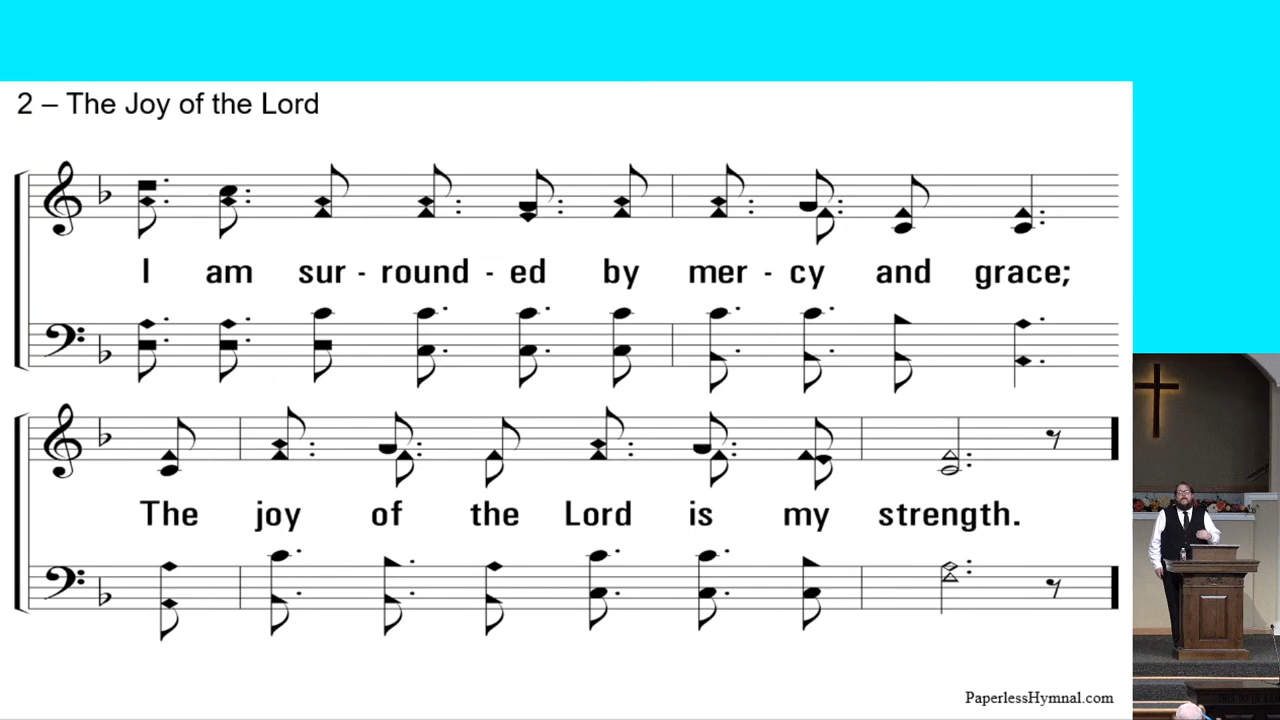 2 – The Joy of the Lord
I am sur - round - ed by mer - cy and grace;
The joy of the Lord is my strength.
PaperlessHymnal.com